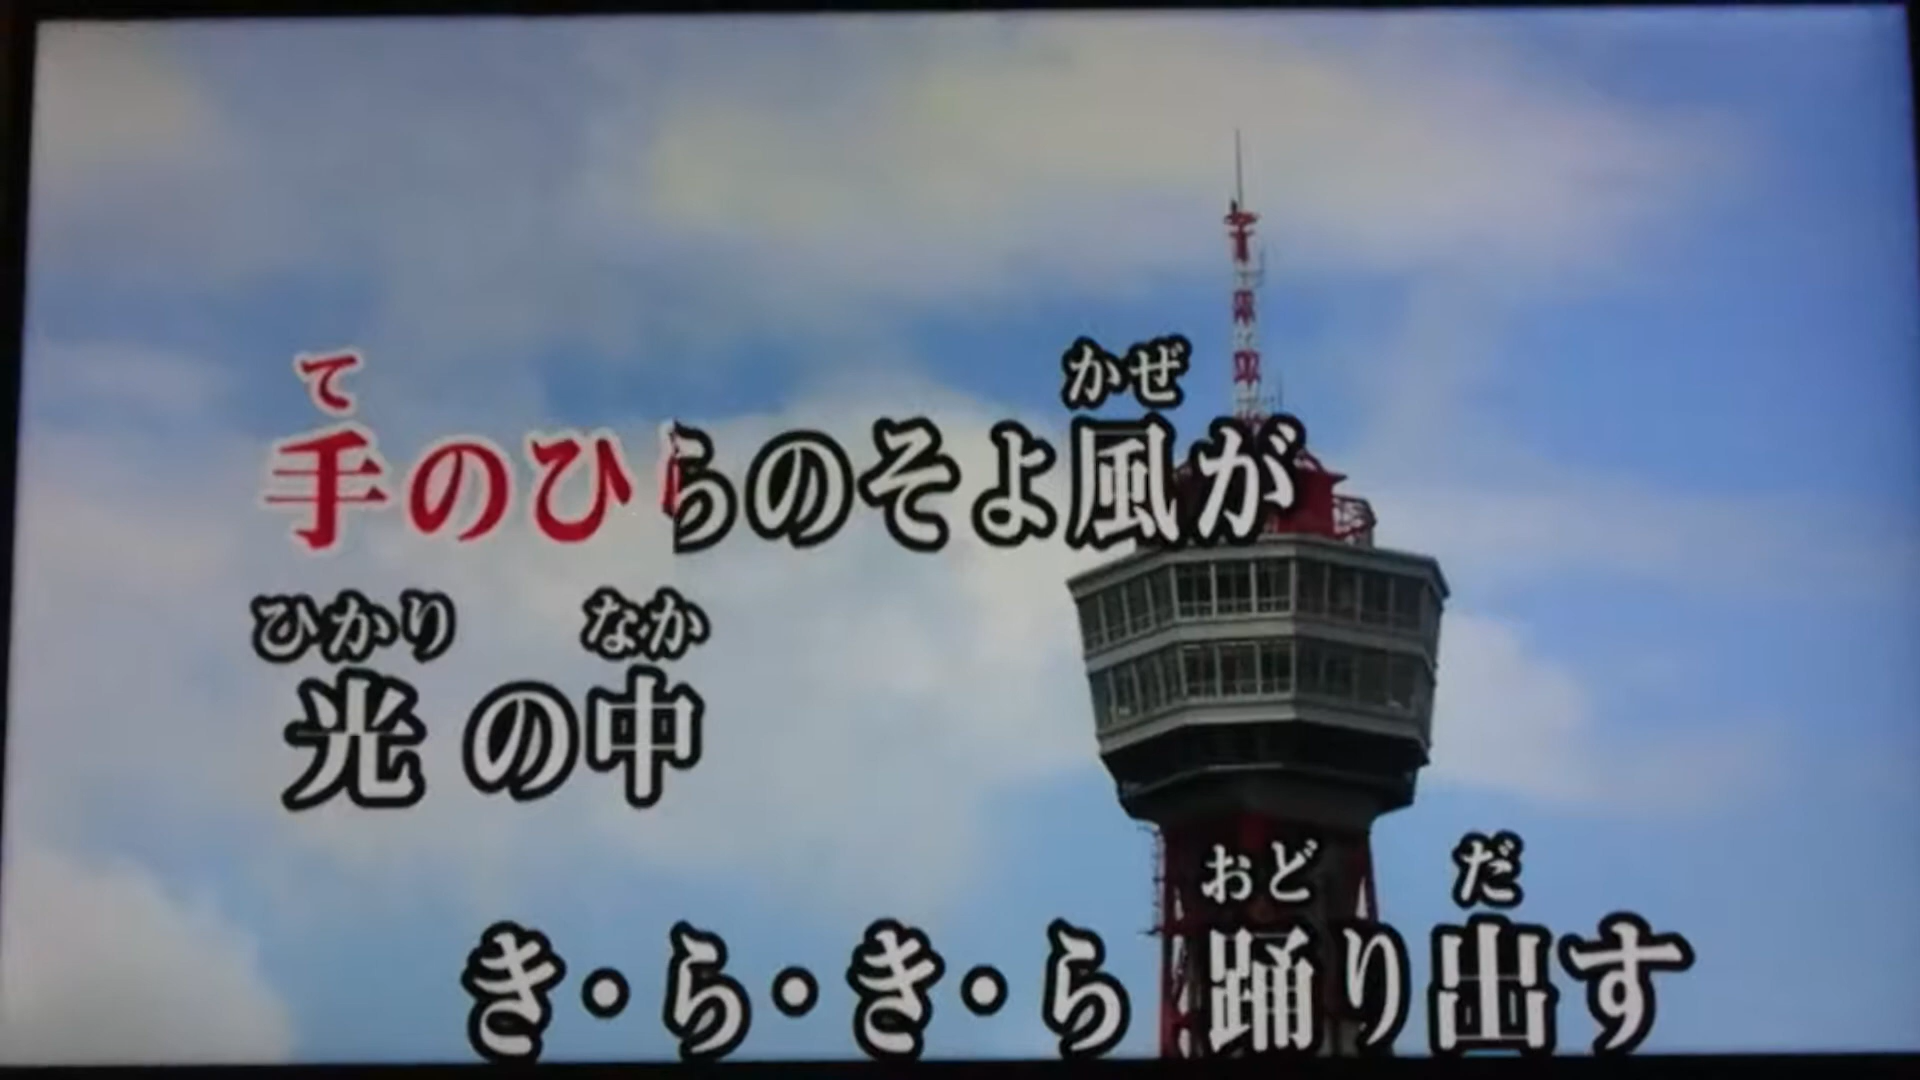 て かぜ
手のひらのそよ風が
ひかり なか
光の中
おど だ
き・ら・き・ら 踊り出す